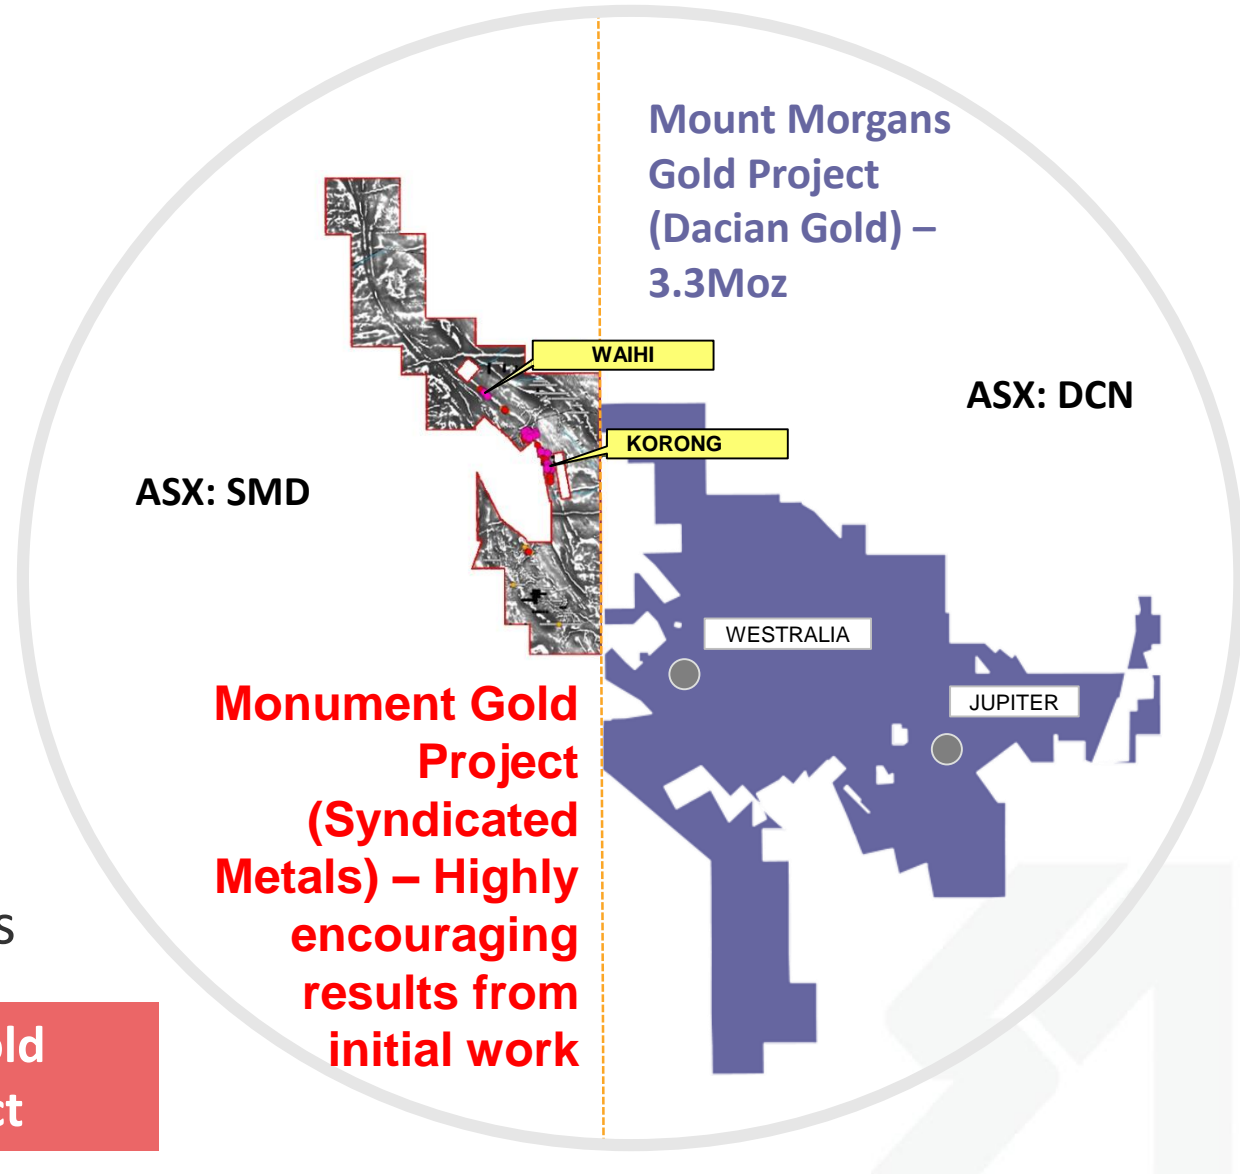 Mount Morgans
Gold Project
(Dacian Gold) –
3.3Moz
WAIHI
ASX: DCN
KORONG
ASX: SMD
WESTRALIA
JUPITER
Monument Gold
Project
(Syndicated
Metals) – Highly
encouraging
results from
initial work